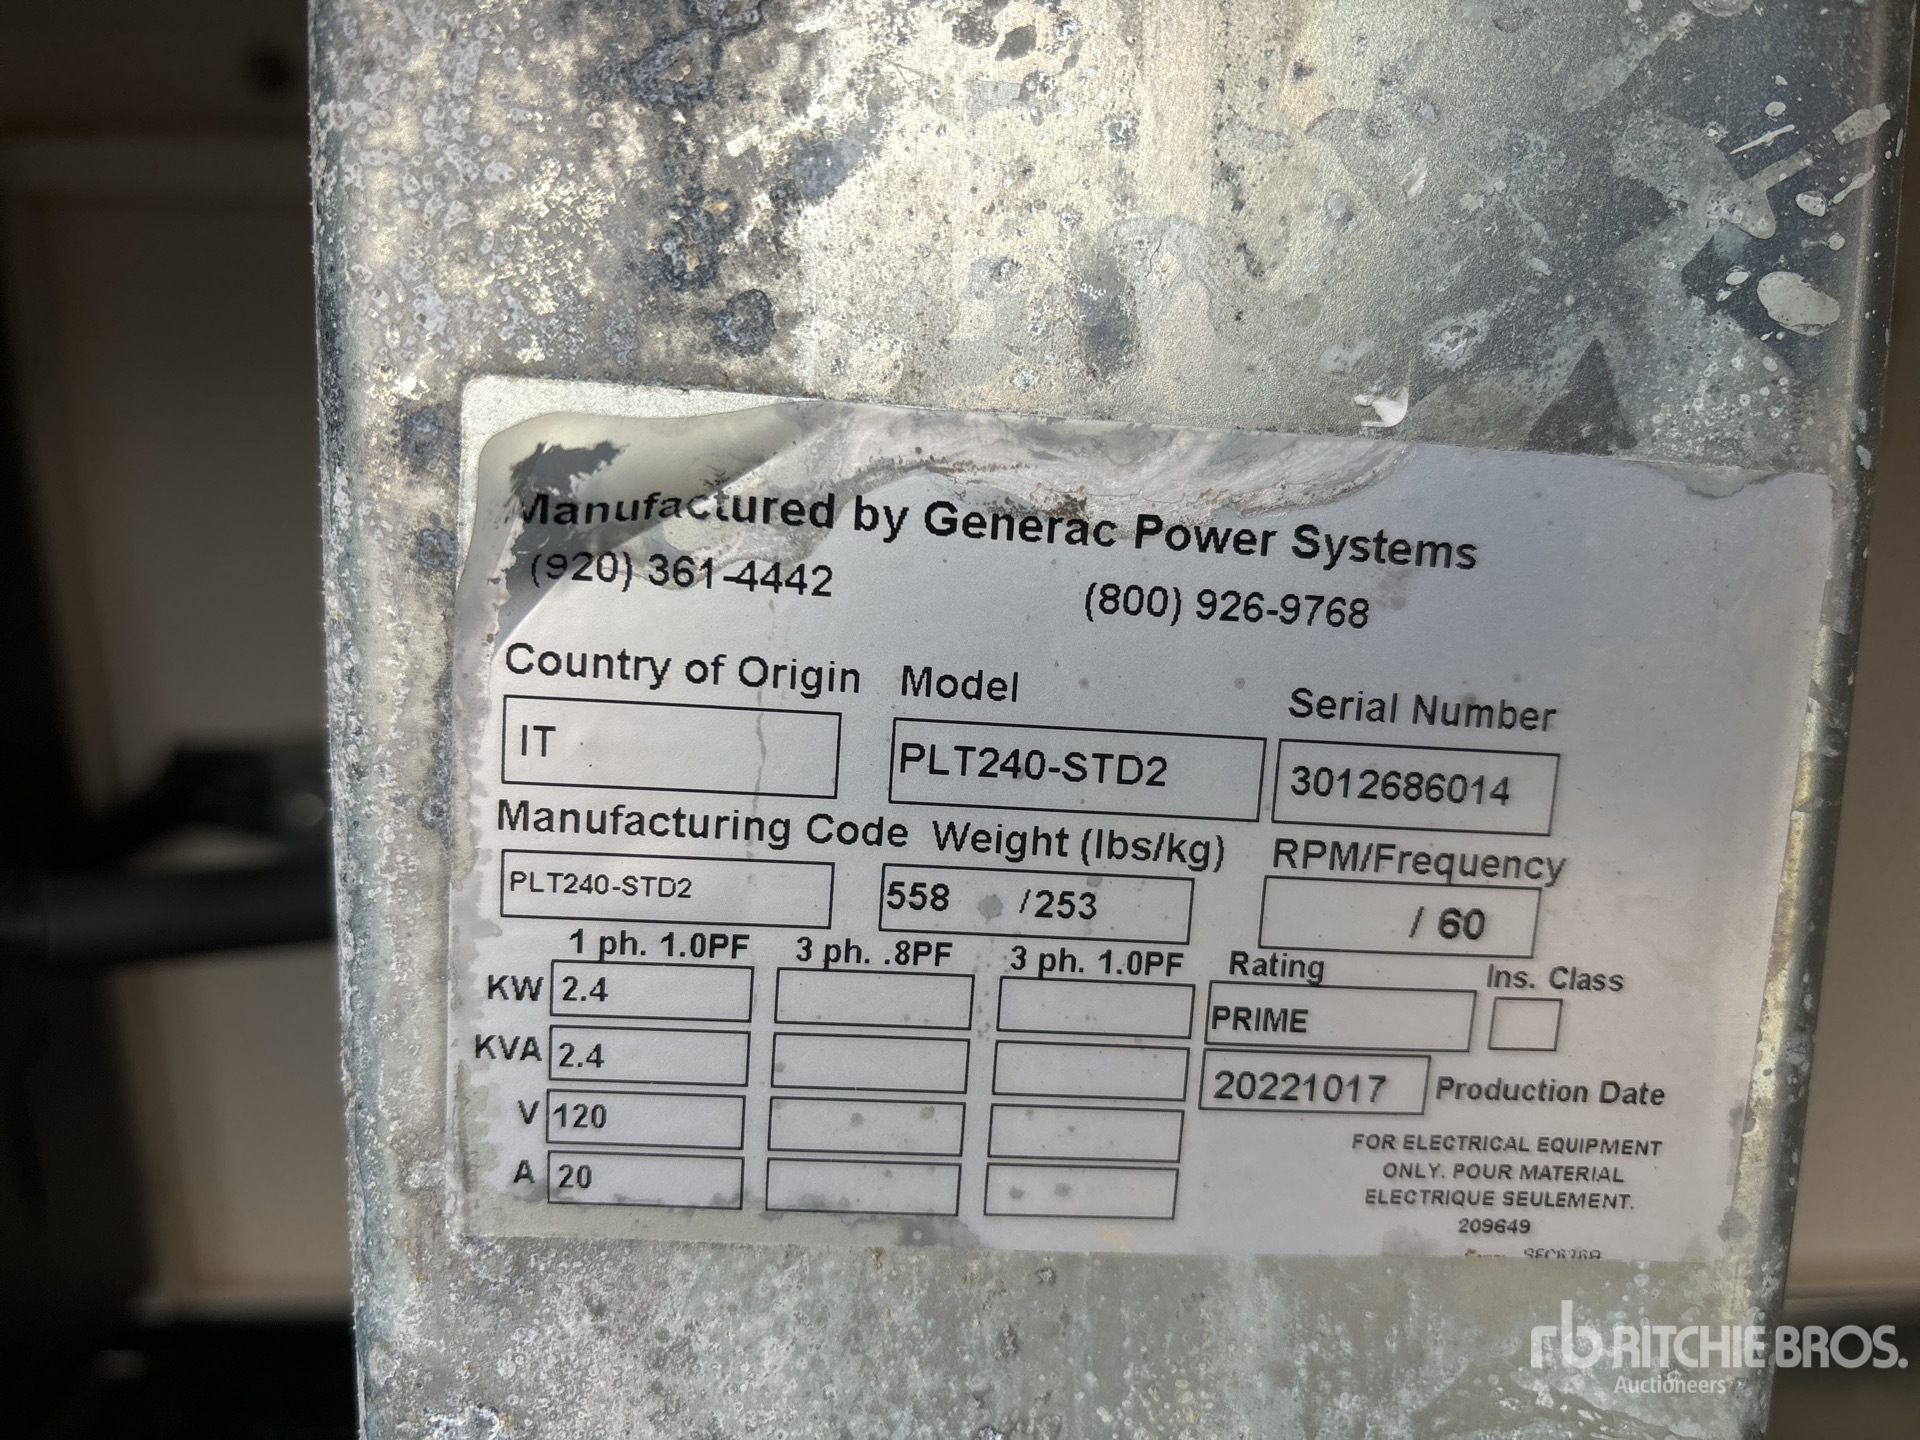 Manufactured by Generac Power Systems
(920) 361-4442 (800) 926-9768
Country of Origin Model Serial Number
IT PLT240-STD2 3012686014
Manufacturing Code Weight (lbs/kg) RPM/Frequency
PLT240-STD2 558 /253 / 60
1 ph. 1.0PF 3 ph. .8PF 3 ph. 1.0PF Rating Ins. Class
KW 2.4 PRIME
KVA 2.4 20221017 Production Date
V 120
A 20
FOR ELECTRICAL EQUIPMENT
ONLY. POUR MATERIAL
ELECTRIQUE SEULEMENT.
209649
rb RITCHIE BROS.
Auctioneers